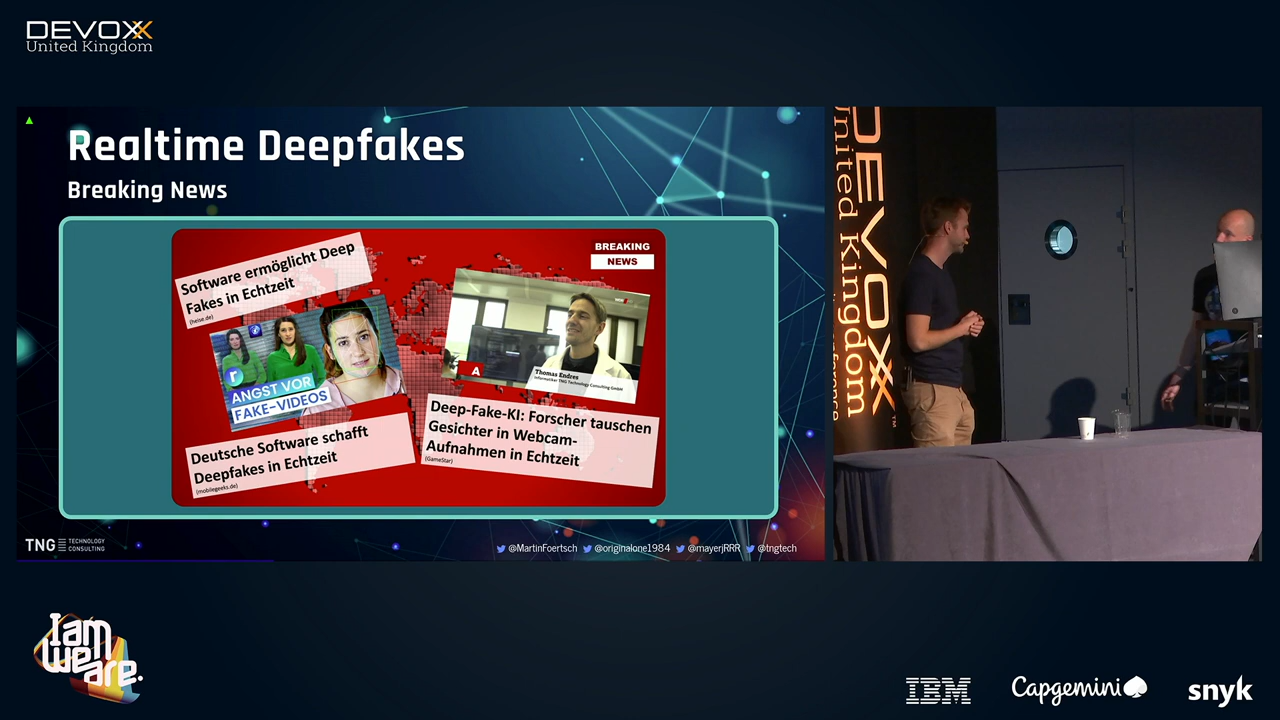 DEVOXX
United Kingdom
Realtime Deepfakes
Breaking News
BREAKING
NEWS
Software ermöglicht Deep
Fakes in Echtzeit
(heise.de)
ANGST VOR
FAKE-VIDEOS
Thomas Endres
Informatiker TNG Technology Consulting GmbH
Deutsche Software schafft
Deepfakes in Echtzeit
(mobilegeeks.de)
Deep-Fake-KI: Forscher tauschen
Gesichter in Webcam-
Aufnahmen in Echtzeit
(GameStar)
TNG TECHNOLOGY
CONSULTING
@MartinFoertsch @originalone1984 @mayerjRRR @tngtech
DEVOXX™
United Kingdom
I am
We are.
IBM
Capgemini
snyk